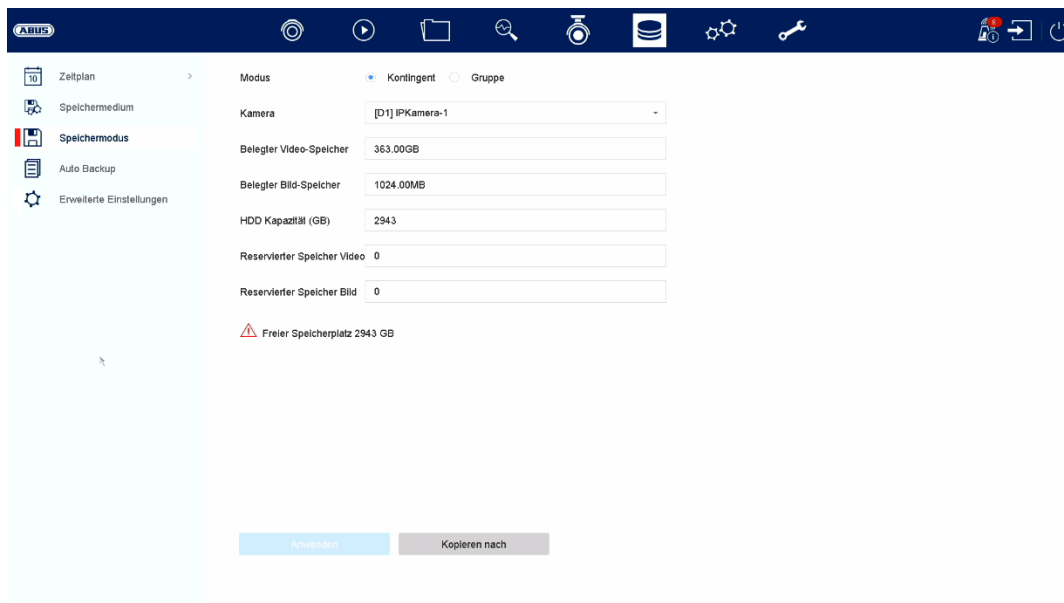 ABUS
8
10 Zeitplan
Speichermedium
Speichermodus
Auto Backup
Erweiterte Einstellungen
Modus Kontingent Gruppe
Kamera [D1] IPKamera-1
Belegter Video-Speicher 363.00GB
Belegter Bild-Speicher 1024.00MB
HDD Kapazität (GB) 2943
Reservierter Speicher Video 0
Reservierter Speicher Bild 0
Freier Speicherplatz 2943 GB
Anwenden Kopieren nach